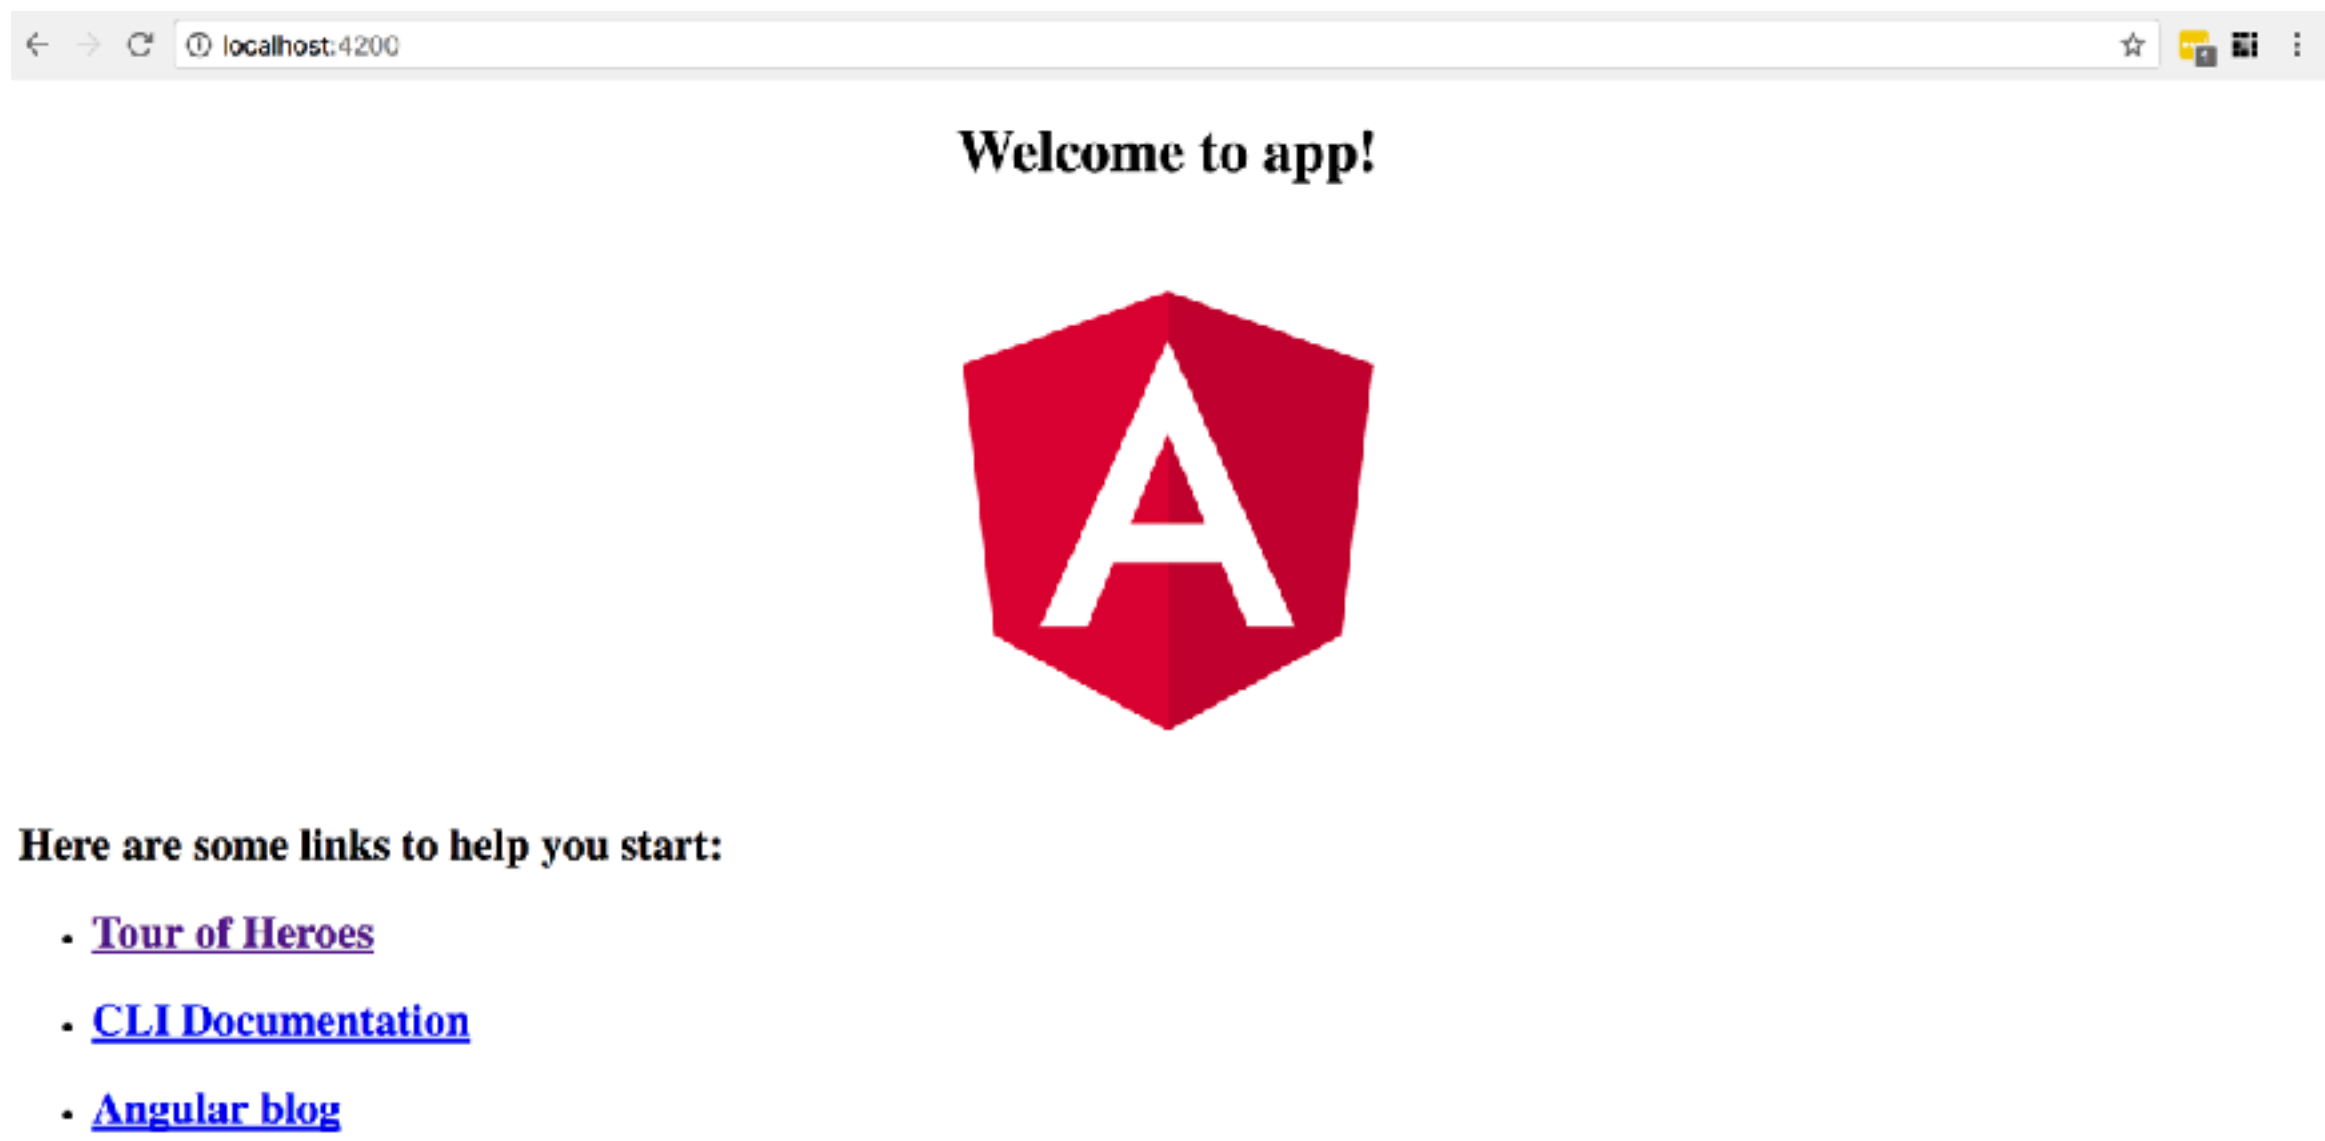 localhost:4200
Welcome to app!
A
Here are some links to help you start:
Tour of Heroes
CLI Documentation
Angular blog